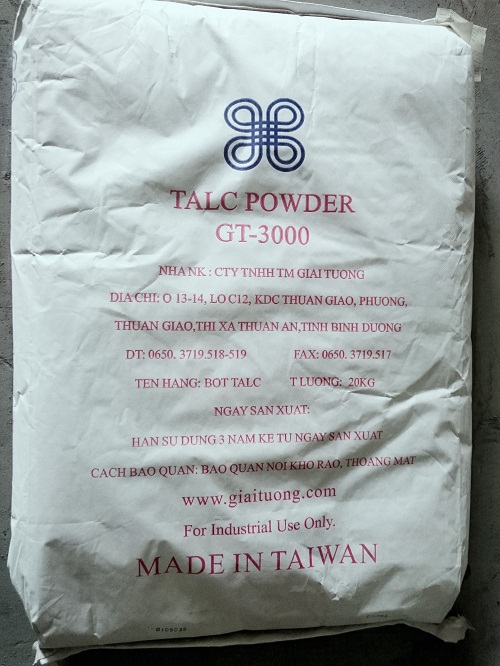 TALC POWDER
GT-3000
NHA NK : CTY TNHH TM GIAI TUONG
DIA CHI: O 13-14, LO C12, KDC THUAN GIAO, PHUONG,
THUAN GIAO,THI XA THUAN AN,TINH BINH DUONG
DT: 0650. 3719.518-519 FAX: 0650. 3719.517
TEN HANG: BOT TALC T LUONG: 20KG
NGAY SAN XUAT:
HAN SU DUNG 3 NAM KE TU NGAY SAN XUAT
CACH BAO QUAN: BAO QUAN NOI KHO RAO, THOANG MAT
www.giaituong.com
For Industrial Use Only.
MADE IN TAIWAN